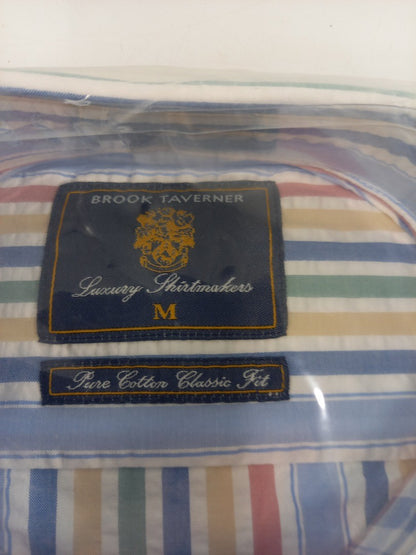 BROOK TAVERNER
Luxury Shirtmakers
M
Pure Cotton Classic Fit